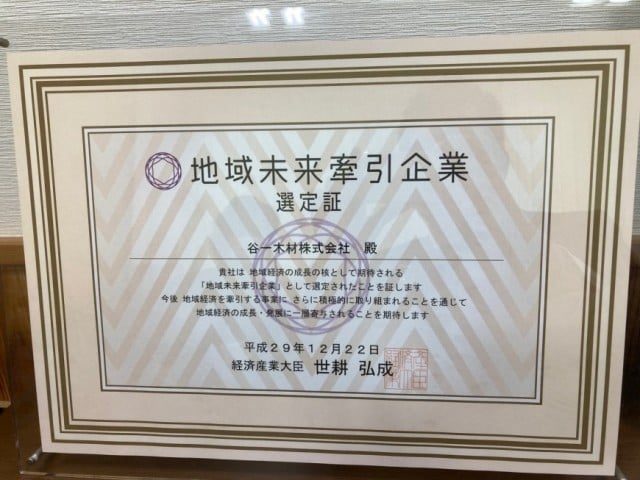 地域未来牽引企業
選定証
谷一木材株式会社 殿
貴社は 地域経済の成長の核として期待される
「地域未来牽引企業」として選定されたことを証します
今後 地域経済を牽引する事業に さらに積極的に取り組まれることを通じて
地域経済の成長・発展に一層寄与されることを期待します
平成29年12月22日
経済産業大臣 世耕 弘成